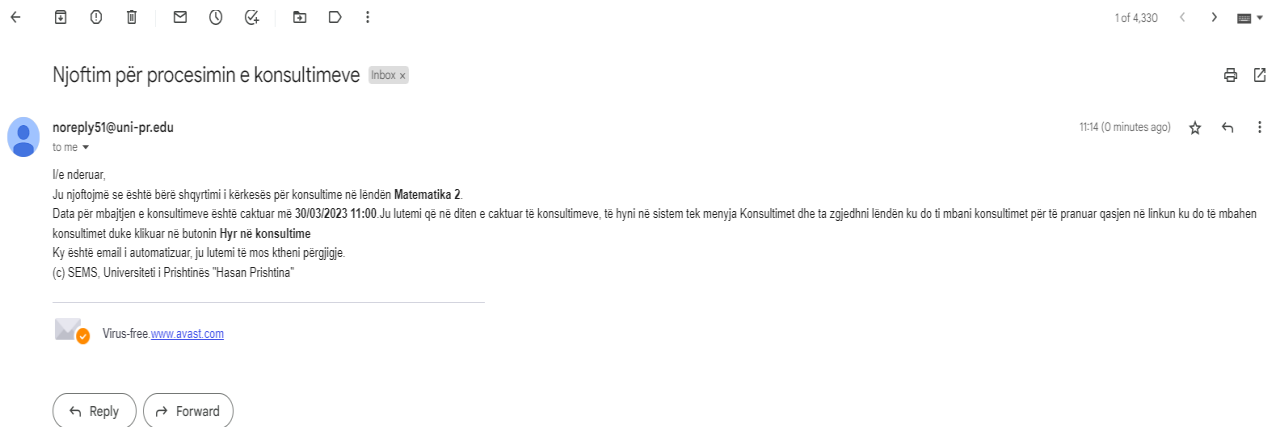 1 of 4,330
Njoftim për procesimin e konsultimeve Inbox x
noreply51@uni-pr.edu 11:14 (0 minutes ago)
to me
I/e nderuar,
Ju njoftojmë se është bërë shqyrtimi i kërkesës për konsultime në lëndën Matematika 2.
Data për mbajtjen e konsultimeve është caktuar më 30/03/2023 11:00.Ju lutemi që në diten e caktuar të konsultimeve, të hyni në sistem tek menyja Konsultimet dhe ta zgjedhni lëndën ku do ti mbani konsultimet për të pranuar qasjen në linkun ku do të mbahen
konsultimet duke klikuar në butonin Hyr në konsultime
Ky është email i automatizuar, ju lutemi të mos ktheni përgjigje.
(c) SEMS, Universiteti i Prishtinës "Hasan Prishtina"
Virus-free.www.avast.com
Reply Forward